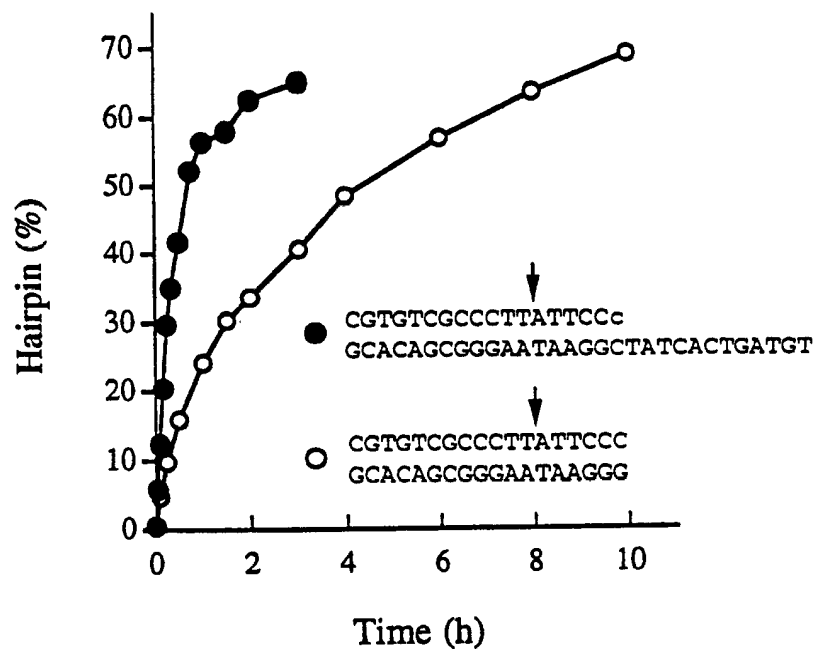 Hairpin (%)
70
60
50
40
30
20
10
0
CGTGTCGCCCTTATTCCc
GCACAGCGGGAATAAGGCTATCACTGATGT
CGTGTCGCCCTTATTCCC
GCACAGCGGGAATAAGGG
0 2 4 6 8 10
Time (h)